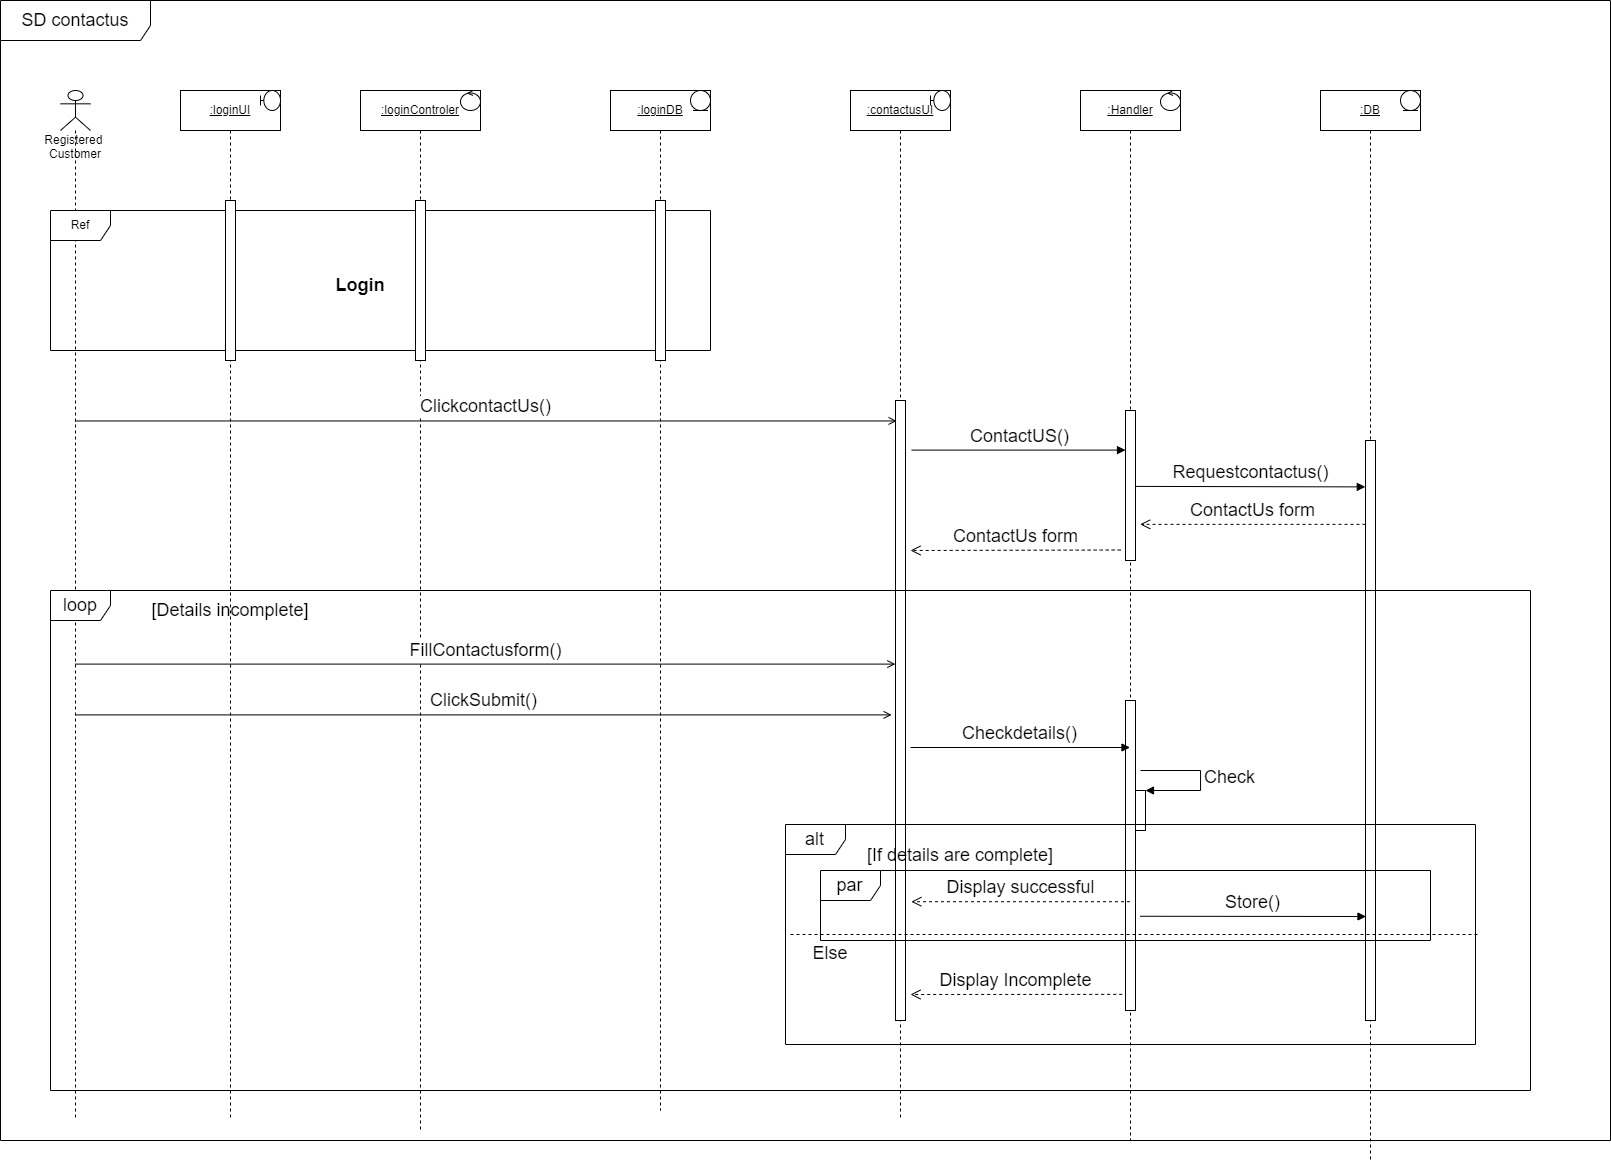 SD contactus
:loginUI
:loginControler
:loginDB
:contactusUI
:Handler
:DB
Registered
Customer
Ref
Login
ClickcontactUs()
ContactUS()
Requestcontactus()
ContactUs form
ContactUs form
loop
[Details incomplete]
FillContactusform()
ClickSubmit()
Checkdetails()
Check
alt
[If details are complete]
par
Display successful
Store()
Else
Display Incomplete